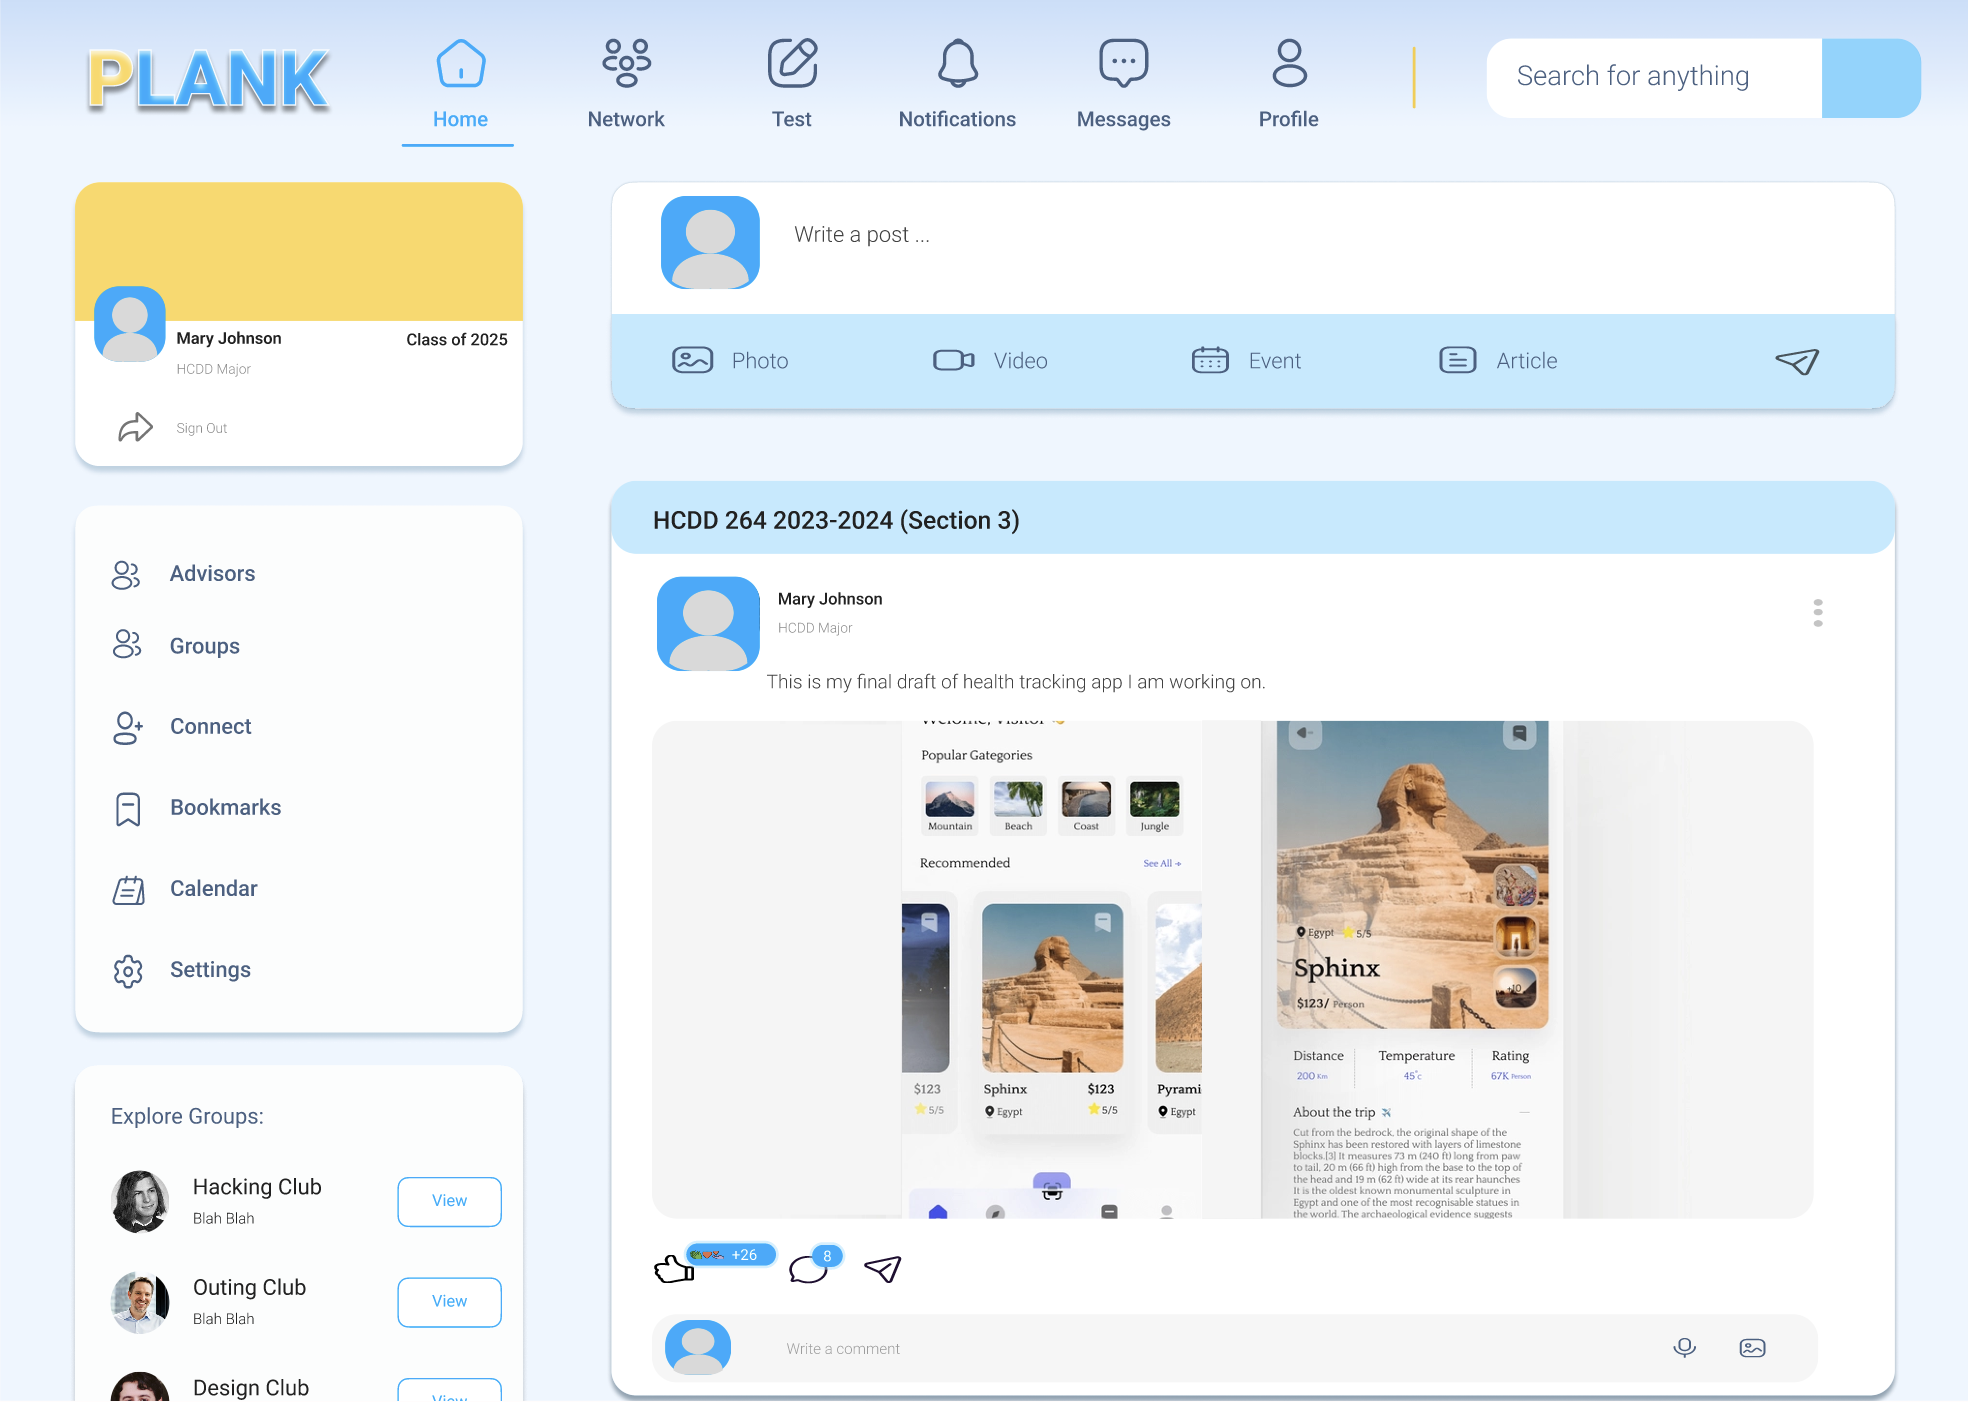 PLANK
Home
Network
Test
Notifications
Messages
Profile
Search for anything
Mary Johnson
Class of 2025
HCDD Major
Sign Out
Advisors
Groups
Connect
Bookmarks
Calendar
Settings
Explore Groups:
Hacking Club
Blah Blah
View
Outing Club
Blah Blah
View
Design Club
View
Write a post ...
Photo
Video
Event
Article
HCDD 264 2023-2024 (Section 3)
Mary Johnson
HCDD Major
This is my final draft of health tracking app I am working on.
Welcome, Visitor
Popular Gategories
Mountain
Beach
Coast
Jungle
Recommended
See All
$123
5/5
Sphinx
$123
Egypt
5/5
Pyrami
Egypt
Egypt
5/5
Sphinx
$123/ Person
+10
Distance
Temperature
Rating
200 Km
45°c
67K Person
About the trip
Cut from the bedrock, the original shape of the
Sphinx has been restored with layers of limestone
blocks.[3] It measures 73 m (240 ft) long from paw
to tail, 20 m (66 ft) high from the base to the top of
the head and 19 m (62 ft) wide at its rear haunches
It is the oldest known monumental sculpture in
Egypt and one of the most recognisable statues in
the world. The archaeological evidence suggests
+26
8
Write a comment